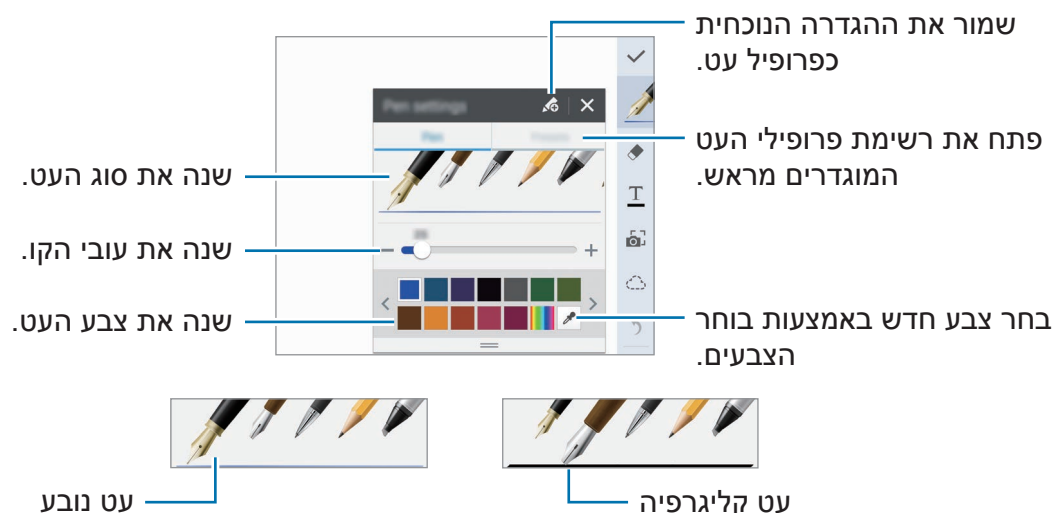 שמור את ההגדרה הנוכחית
כפרופיל עט.
Pen settings
Pen
פתח את רשימת פרופילי העט
המוגדרים מראש.
שנה את סוג העט.
T
שנה את עובי הקו.
שנה את צבע העט.
בחר צבע חדש באמצעות בוחר
הצבעים.
עט נובע
עט קליגרפיה